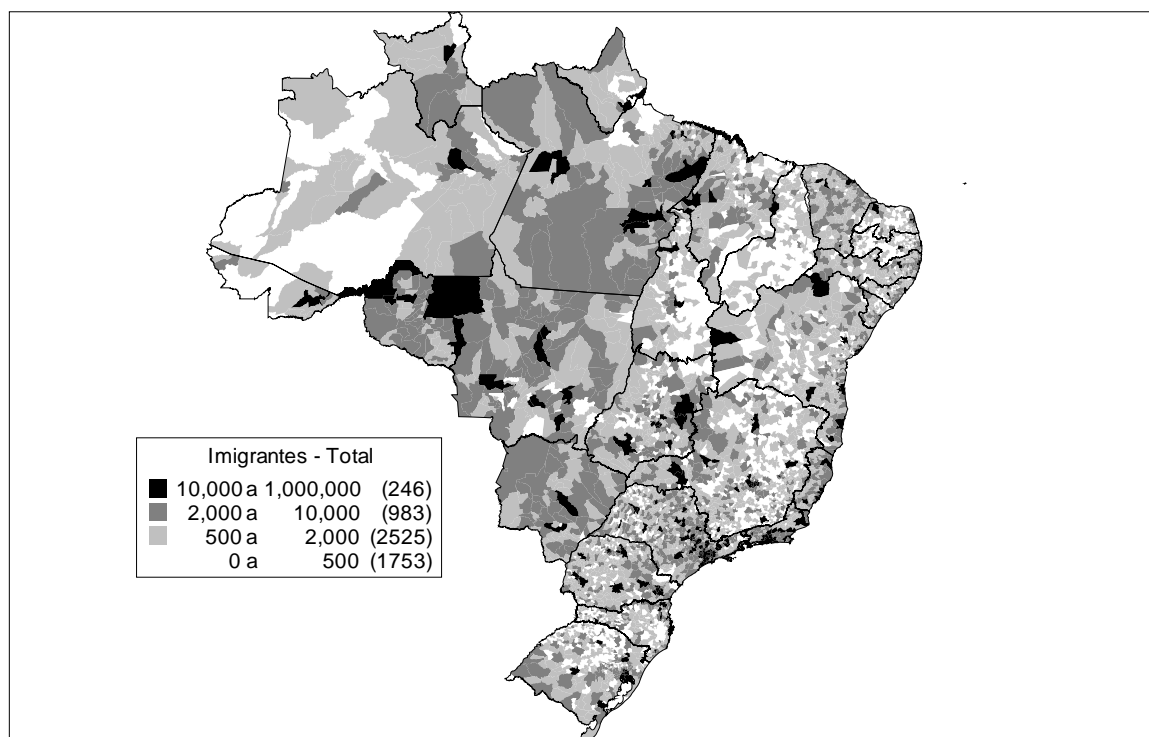 Imigrantes - Total
10,000 a 1,000,000 (246)
2,000 a 10,000 (983)
500 a 2,000 (2525)
0 a 500 (1753)